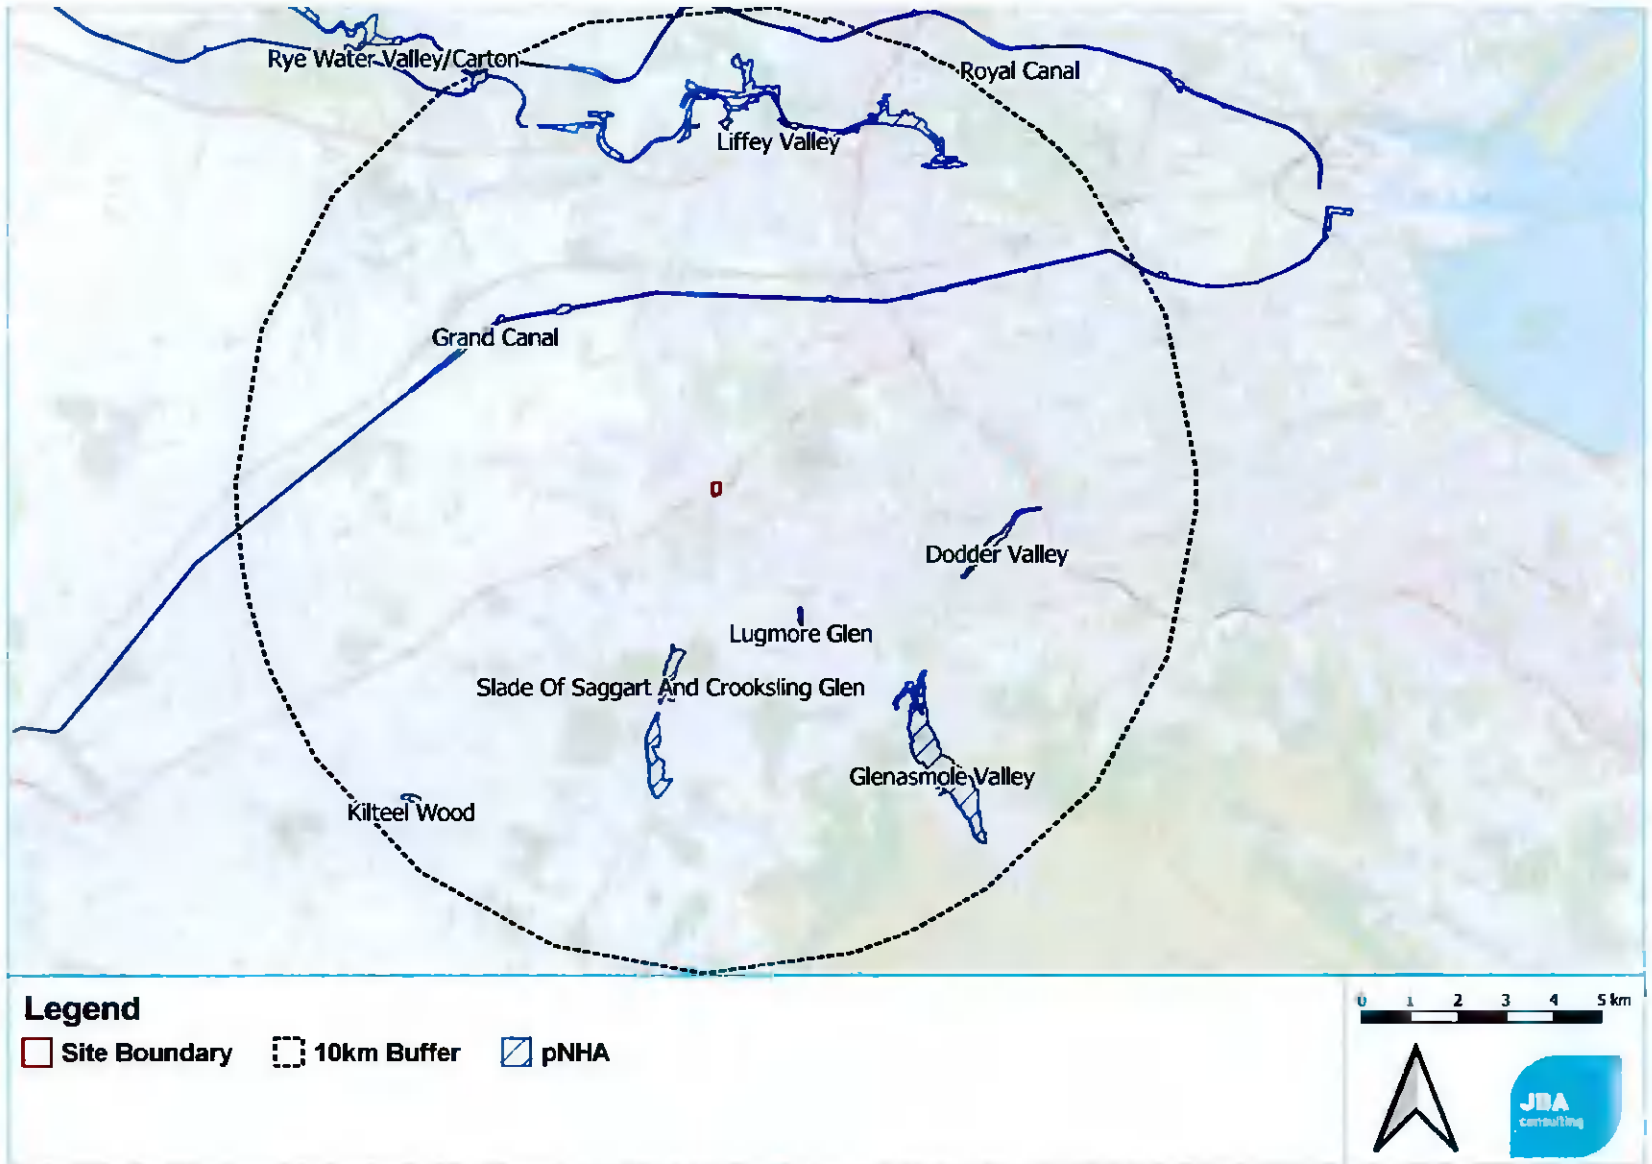 Rye Water Valley/Carton
Royal Canal
Liffey Valley
Grand Canal
Dodder Valley
Lugmore Glen
Slade Of Saggart And Crooksling Glen
Glenasmole Valley
Kilteel Wood
Legend
Site Boundary
10km Buffer
pNHA
0 1 2 3 4 5 km
JBA
consulting